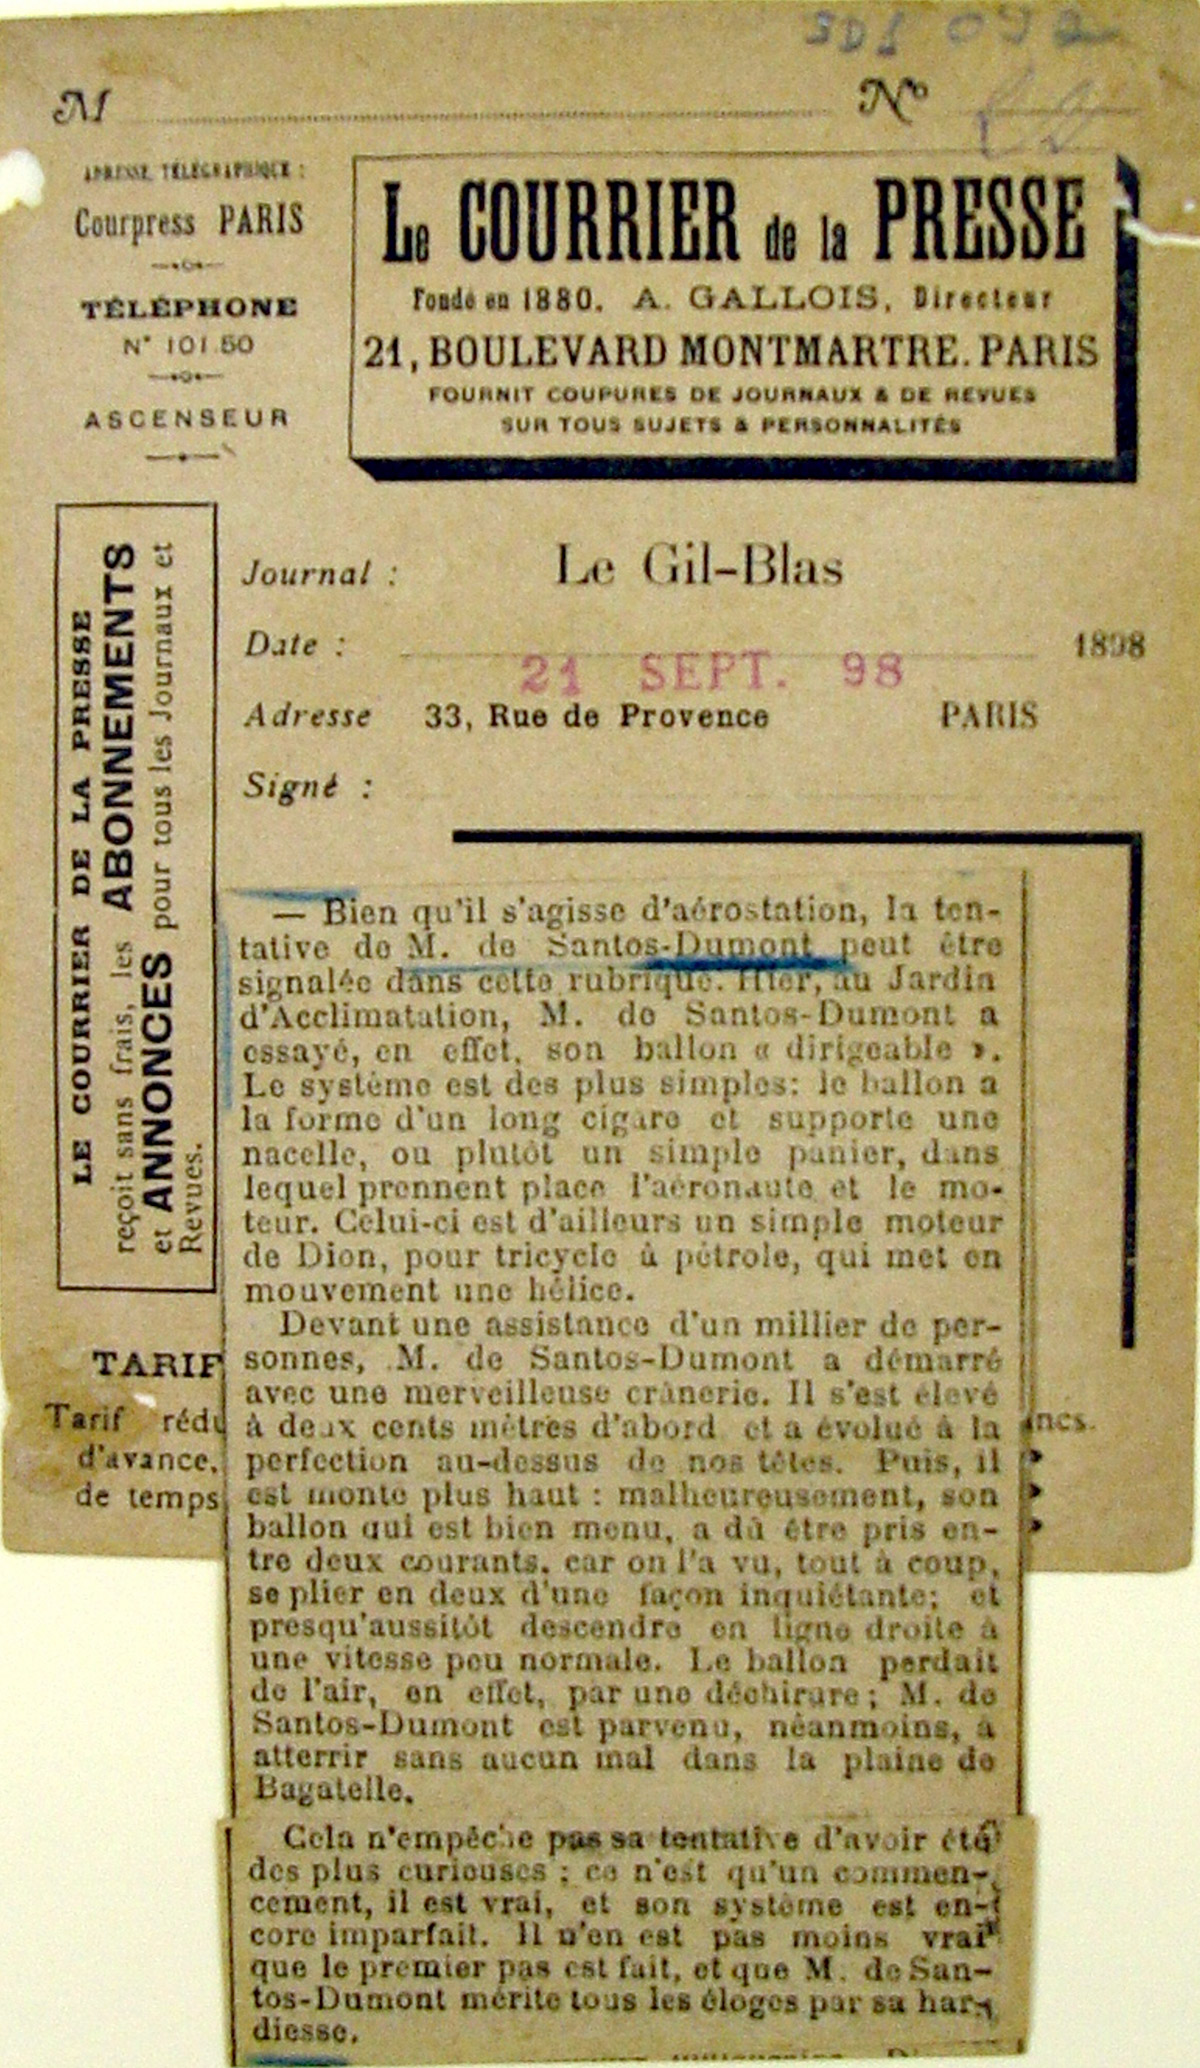 3D1 092
M
No
ADRESSE TÉLÉGRAPHIQUE :
Courpress PARIS
TÉLÉPHONE
N° 101.50
ASCENSEUR
Le COURRIER de la PRESSE
Fondé en 1880. A. GALLOIS, Directeur
21, BOULEVARD MONTMARTRE. PARIS
FOURNIT COUPURES DE JOURNAUX & DE REVUES
SUR TOUS SUJETS & PERSONNALITÉS
LE COURRIER DE LA PRESSE
reçoit sans frais, les ABONNEMENTS
et ANNONCES pour tous les Journaux et
Revues.
Journal : Le Gil-Blas
Date : 1898
21 SEPT. 98
Adresse 33, Rue de Provence PARIS
Signé :
— Bien qu'il s'agisse d'aérostation, la ten-
tative de M. de Santos-Dumont peut être
signalée dans cette rubrique. Hier, au Jardin
d'Acclimatation, M. de Santos-Dumont a
essayé, en effet, son ballon « dirigeable ».
Le système est des plus simples: le ballon a
la forme d'un long cigare et supporte une
nacelle, ou plutôt un simple panier, dans
lequel prennent place l'aéronaute et le mo-
teur. Celui-ci est d'ailleurs un simple moteur
de Dion, pour tricycle à pétrole, qui met en
mouvement une hélice.
Devant une assistance d'un millier de per-
sonnes, M. de Santos-Dumont a démarré
avec une merveilleuse crânerie. Il s'est élevé
à deux cents mètres d'abord et a évolué à la
perfection au-dessus de nos têtes. Puis, il
est monté plus haut : malheureusement, son
ballon qui est bien menu, a dû être pris en-
tre deux courants, car on l'a vu, tout à coup,
se plier en deux d'une façon inquiétante; et
presqu'aussitôt descendre en ligne droite à
une vitesse peu normale. Le ballon perdait
de l'air, en effet, par une déchirure ; M. de
Santos-Dumont est parvenu, néanmoins, à
atterrir sans aucun mal dans la plaine de
Bagatelle.
Cela n'empêche pas sa tentative d'avoir été
des plus curieuses ; ce n'est qu'un commen-
cement, il est vrai, et son système est en-
core imparfait. Il n'en est pas moins vrai
que le premier pas est fait, et que M. de San-
tos-Dumont mérite tous les éloges par sa har-
diesse.
TARIF
Tarif rédu
d'avance,
de temps
ancs.